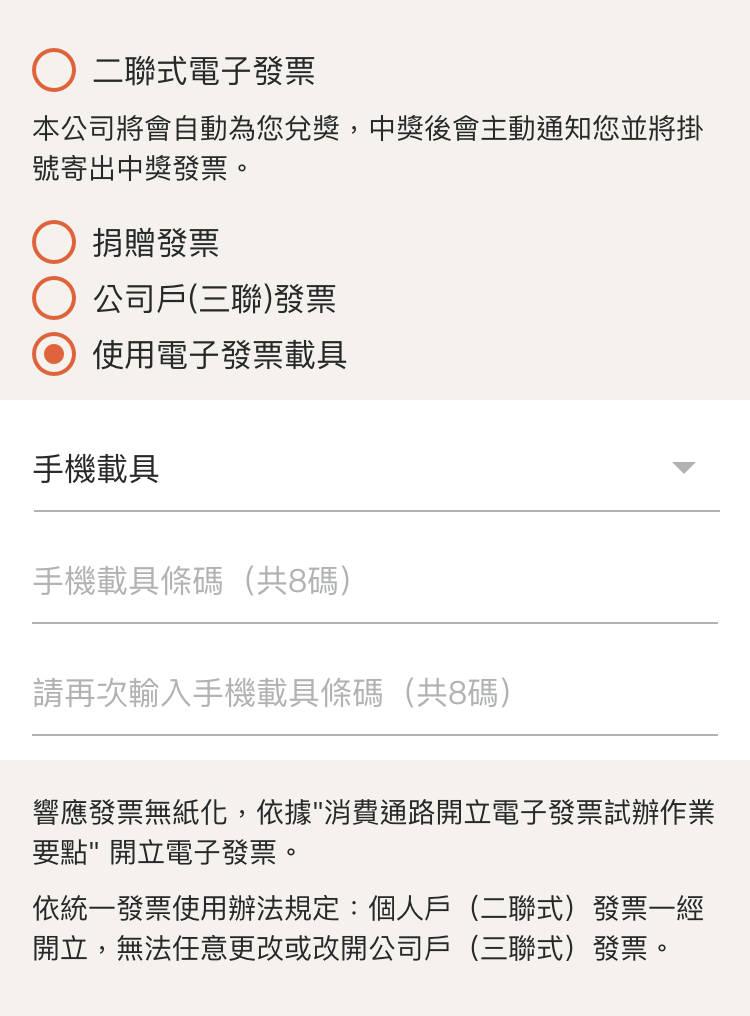 二聯式電子發票
本公司將會自動為您兌獎，中獎後會主動通知您並將掛
號寄出中獎發票。
捐贈發票
公司戶(三聯)發票
使用電子發票載具
手機載具
手機載具條碼（共8碼）
請再次輸入手機載具條碼（共8碼）
響應發票無紙化，依據"消費通路開立電子發票試辦作業
要點" 開立電子發票。
依統一發票使用辦法規定：個人戶（二聯式）發票一經
開立，無法任意更改或改開公司戶（三聯式）發票。